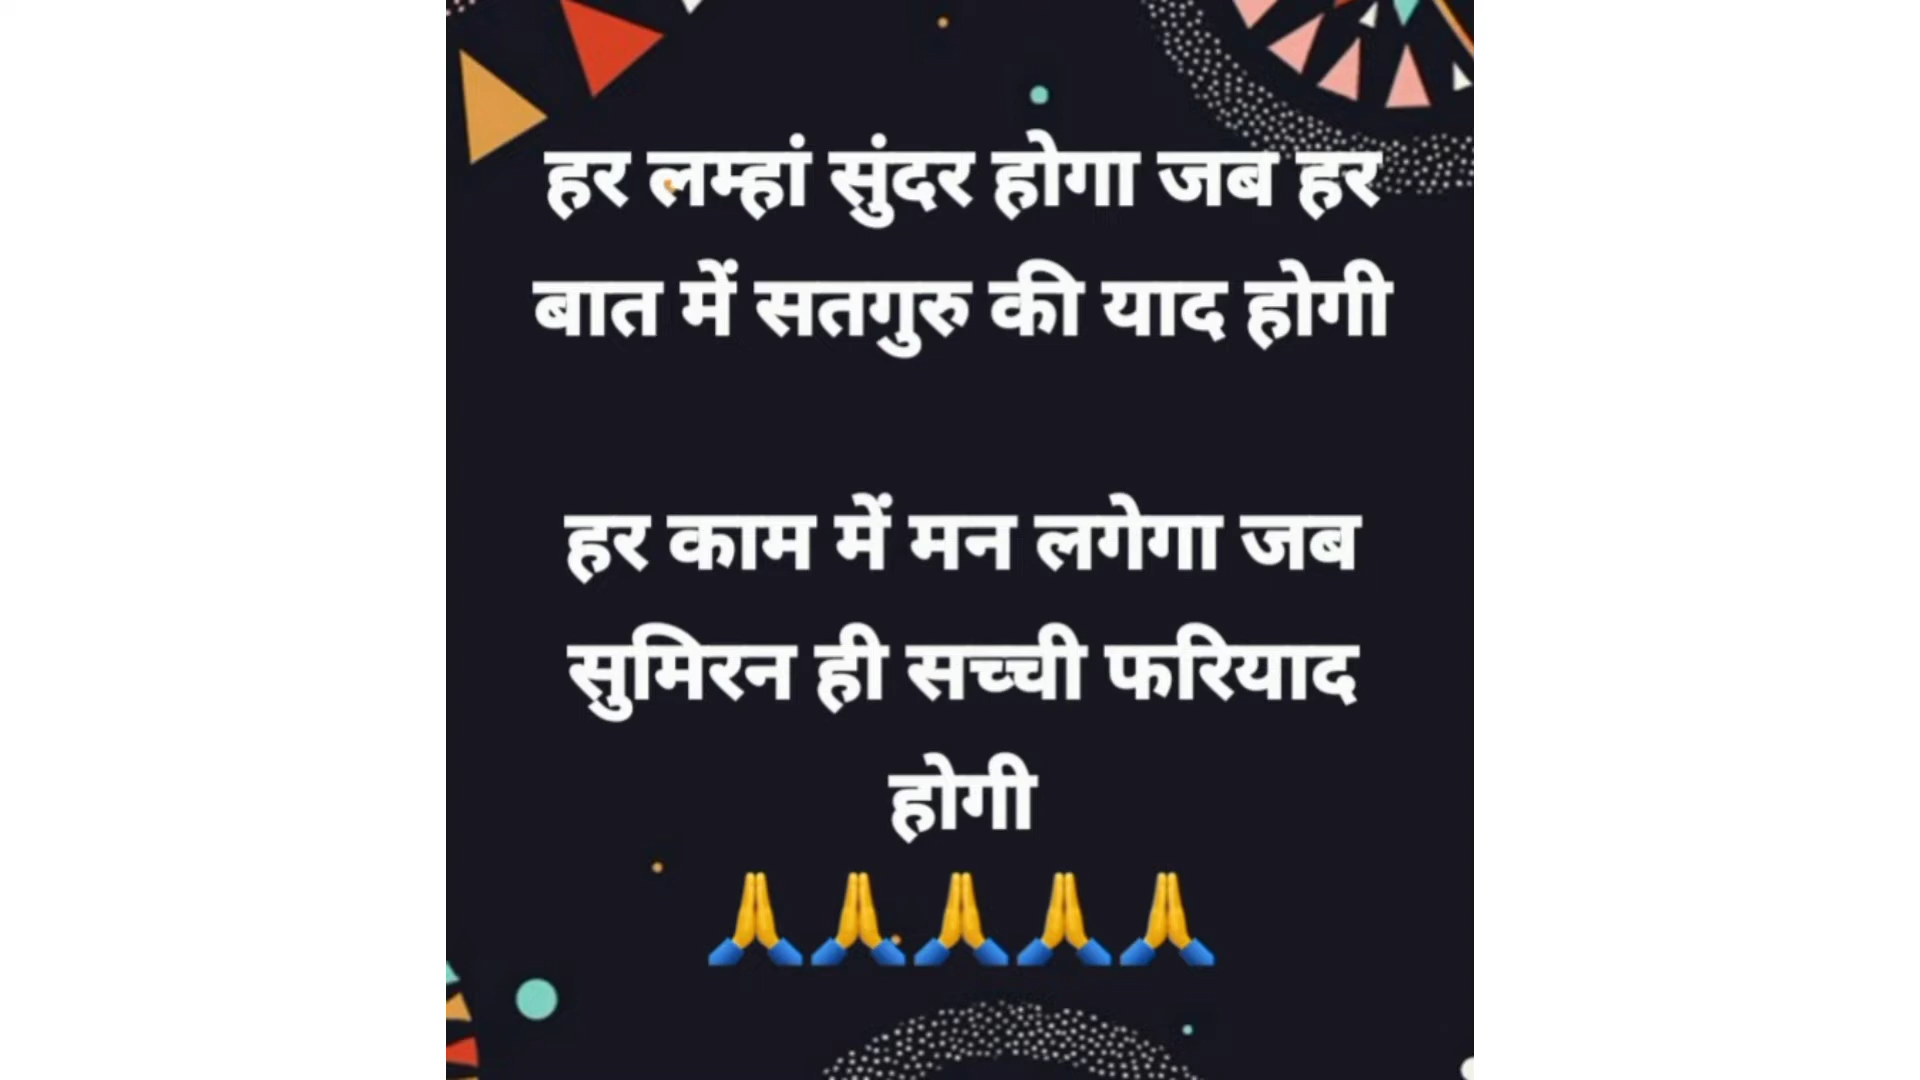 हर लम्हां सुंदर होगा जब हर
बात में सतगुरु की याद होगी
हर काम में मन लगेगा जब
सुमिरन ही सच्ची फरियाद
होगी
🙏🙏🙏🙏🙏